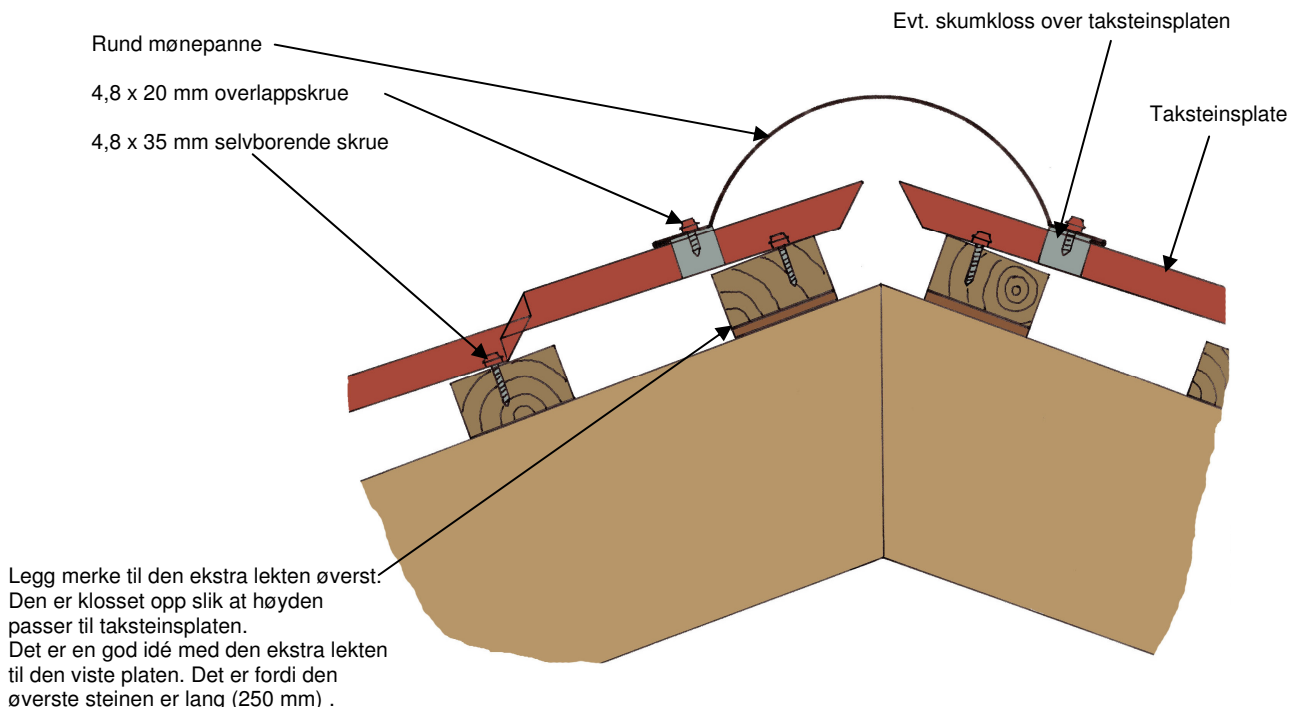 Rund mønepanne
4,8 x 20 mm overlappskrue
4,8 x 35 mm selvborende skrue
Evt. skumkloss over taksteinsplaten
Taksteinsplate
Legg merke til den ekstra lekten øverst.
Den er klosset opp slik at høyden
passer til taksteinsplaten.
Det er en god idé med den ekstra lekten
til den viste platen. Det er fordi den
øverste steinen er lang (250 mm) .